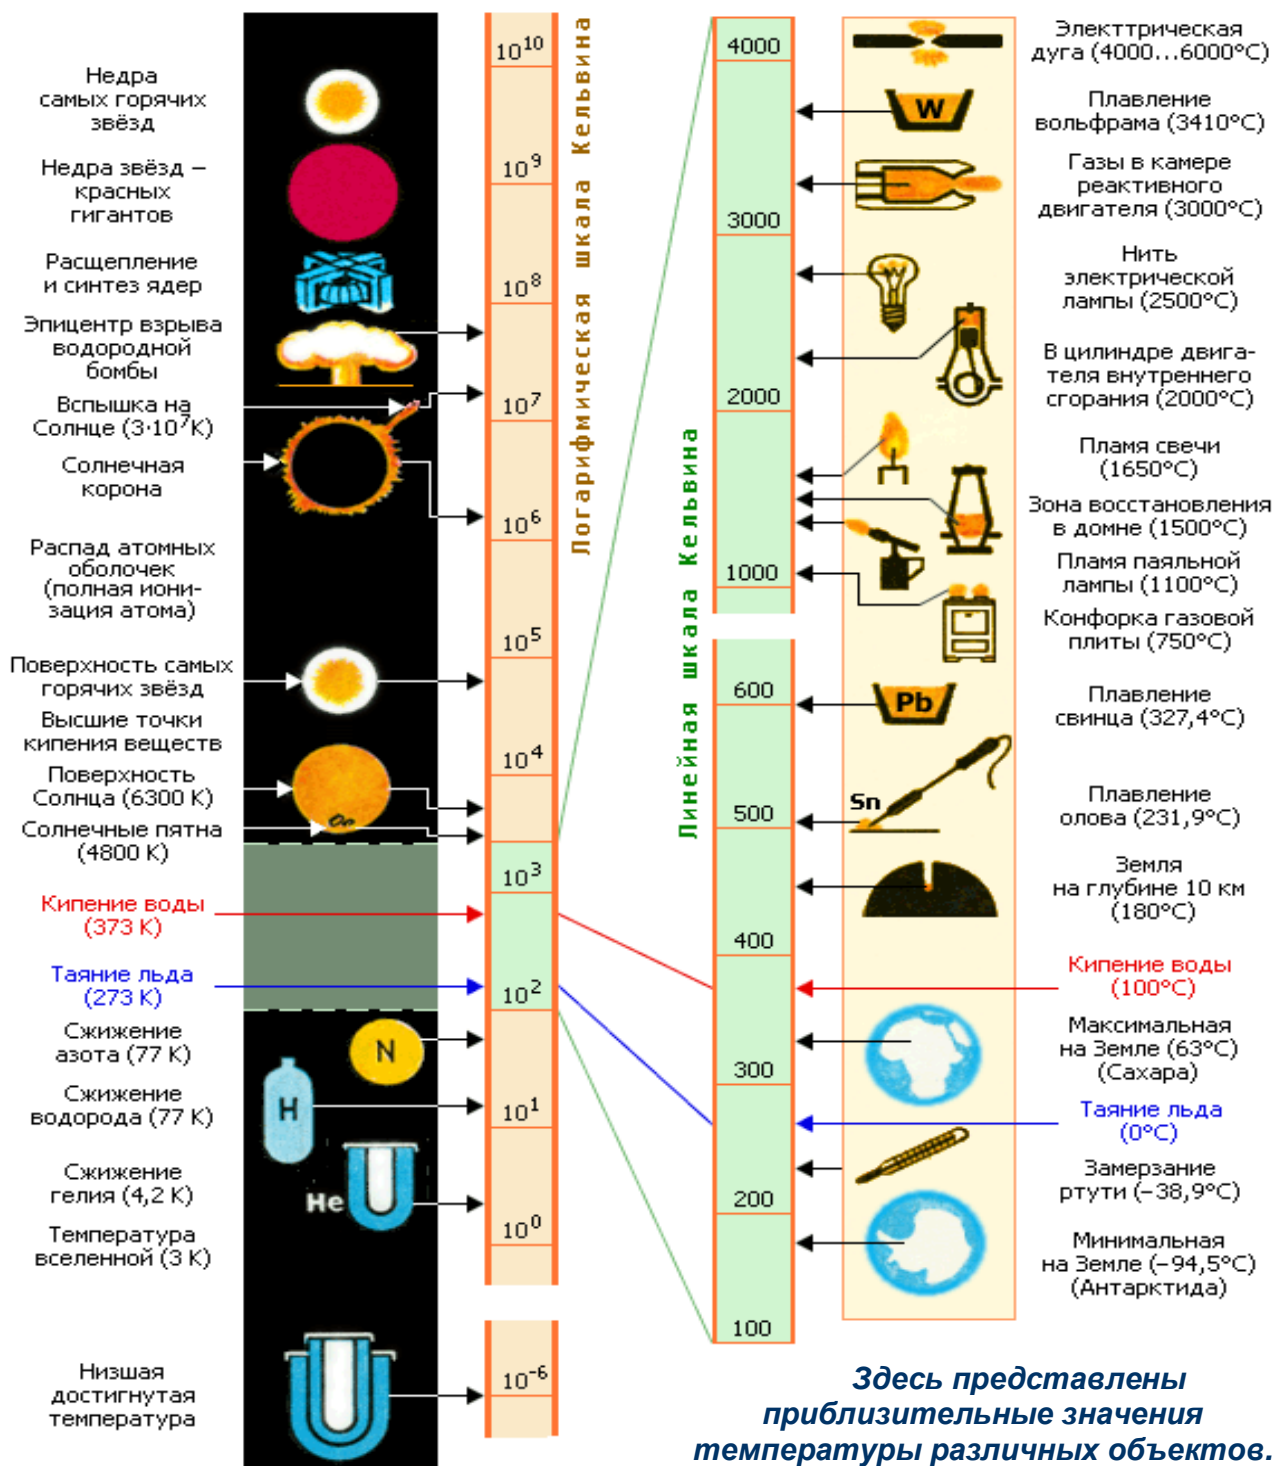 Недра
самых горячих
звёзд
Недра звёзд –
красных
гигантов
Расщепление
и синтез ядер
Эпицентр взрыва
водородной
бомбы
Вспышка на
Солнце (3·10⁷К)
Солнечная
корона
Распад атомных
оболочек
(полная иони-
зация атома)
Поверхность самых
горячих звёзд
Высшие точки
кипения веществ
Поверхность
Солнца (6300 К)
Солнечные пятна
(4800 К)
Кипение воды
(373 К)
Таяние льда
(273 К)
Сжижение
азота (77 К)
Сжижение
водорода (77 К)
Сжижение
гелия (4,2 К)
Температура
вселенной (3 К)
Низшая
достигнутая
температура
N
H
He
10¹⁰
10⁹
10⁸
10⁷
10⁶
10⁵
10⁴
10³
10²
10¹
10⁰
10⁻⁶
Логарифмическая шкала Кельвина
Линейная шкала Кельвина
4000
3000
2000
1000
600
500
400
300
200
100
W
Pb
Sn
Электтрическая
дуга (4000...6000°С)
Плавление
вольфрама (3410°С)
Газы в камере
реактивного
двигателя (3000°С)
Нить
электрической
лампы (2500°С)
В цилиндре двига-
теля внутреннего
сгорания (2000°С)
Пламя свечи
(1650°С)
Зона восстановления
в домне (1500°С)
Пламя паяльной
лампы (1100°С)
Конфорка газовой
плиты (750°С)
Плавление
свинца (327,4°С)
Плавление
олова (231,9°С)
Земля
на глубине 10 км
(180°С)
Кипение воды
(100°С)
Максимальная
на Земле (63°С)
(Сахара)
Таяние льда
(0°С)
Замерзание
ртути (–38,9°С)
Минимальная
на Земле (–94,5°С)
(Антарктида)
Здесь представлены
приблизительные значения
температуры различных объектов.